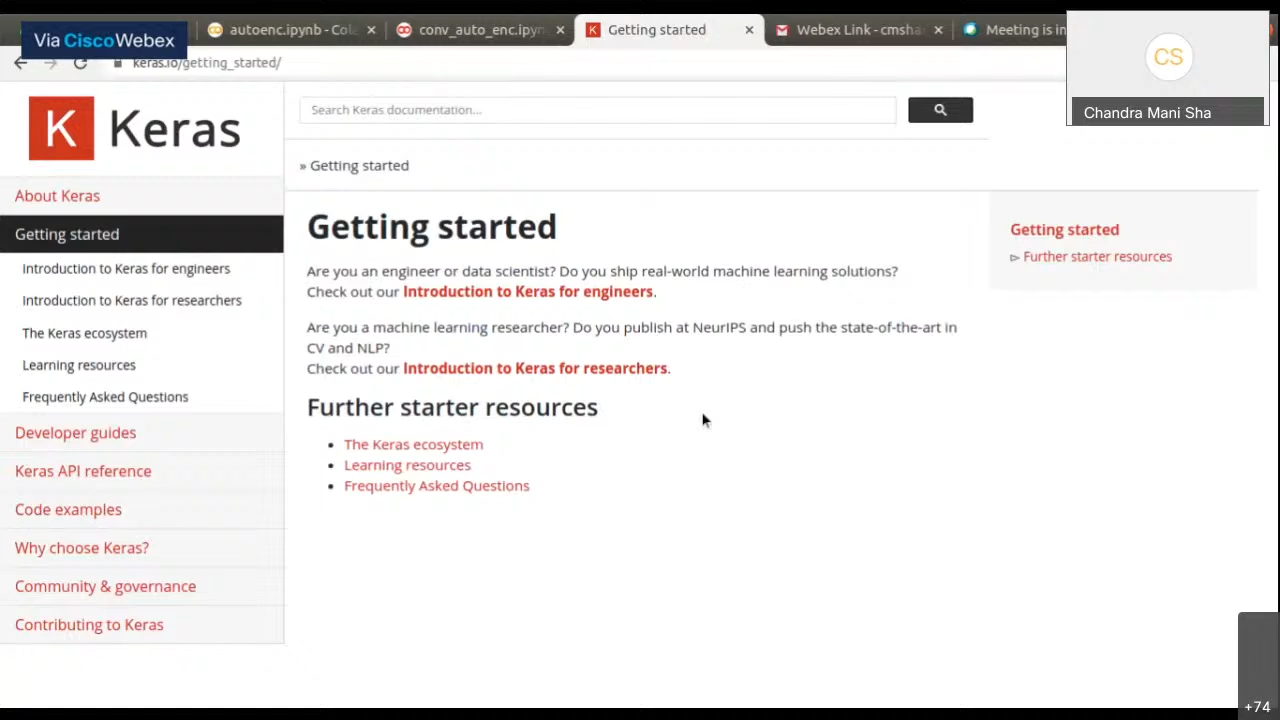 Via CiscoWebex
autoenc.ipynb - Cola
conv_auto_enc.ipyn
Getting started
Webex Link - cmsha
Meeting is in
keras.io/getting_started/
CS
Chandra Mani Sha
K Keras
Search Keras documentation...
» Getting started
About Keras
Getting started
Introduction to Keras for engineers
Introduction to Keras for researchers
The Keras ecosystem
Learning resources
Frequently Asked Questions
Developer guides
Keras API reference
Code examples
Why choose Keras?
Community & governance
Contributing to Keras
Getting started
Are you an engineer or data scientist? Do you ship real-world machine learning solutions?
Check out our Introduction to Keras for engineers.
Are you a machine learning researcher? Do you publish at NeurIPS and push the state-of-the-art in
CV and NLP?
Check out our Introduction to Keras for researchers.
Further starter resources
• The Keras ecosystem
• Learning resources
• Frequently Asked Questions
Getting started
▻ Further starter resources
+74